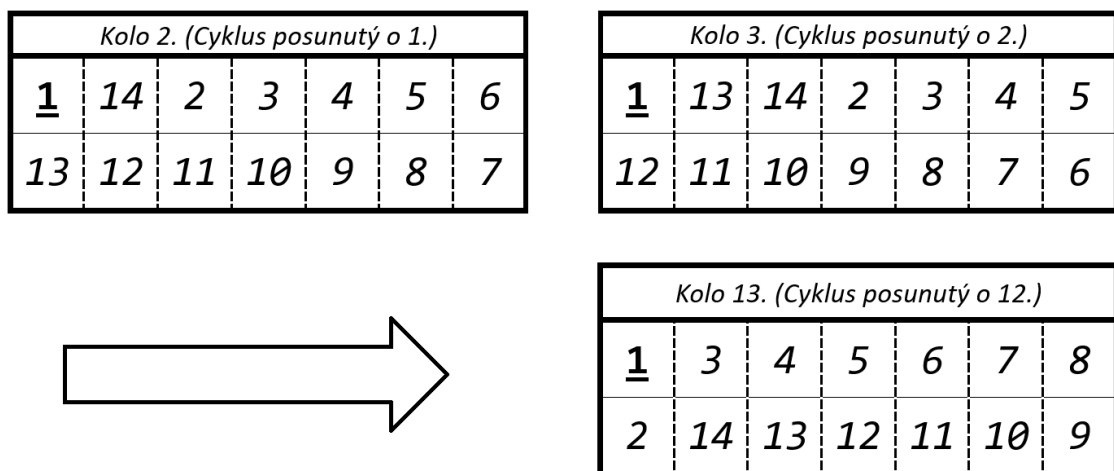 Kolo 2. (Cyklus posunutý o 1.)
1 14 2 3 4 5 6
13 12 11 10 9 8 7
Kolo 3. (Cyklus posunutý o 2.)
1 13 14 2 3 4 5
12 11 10 9 8 7 6
Kolo 13. (Cyklus posunutý o 12.)
1 3 4 5 6 7 8
2 14 13 12 11 10 9